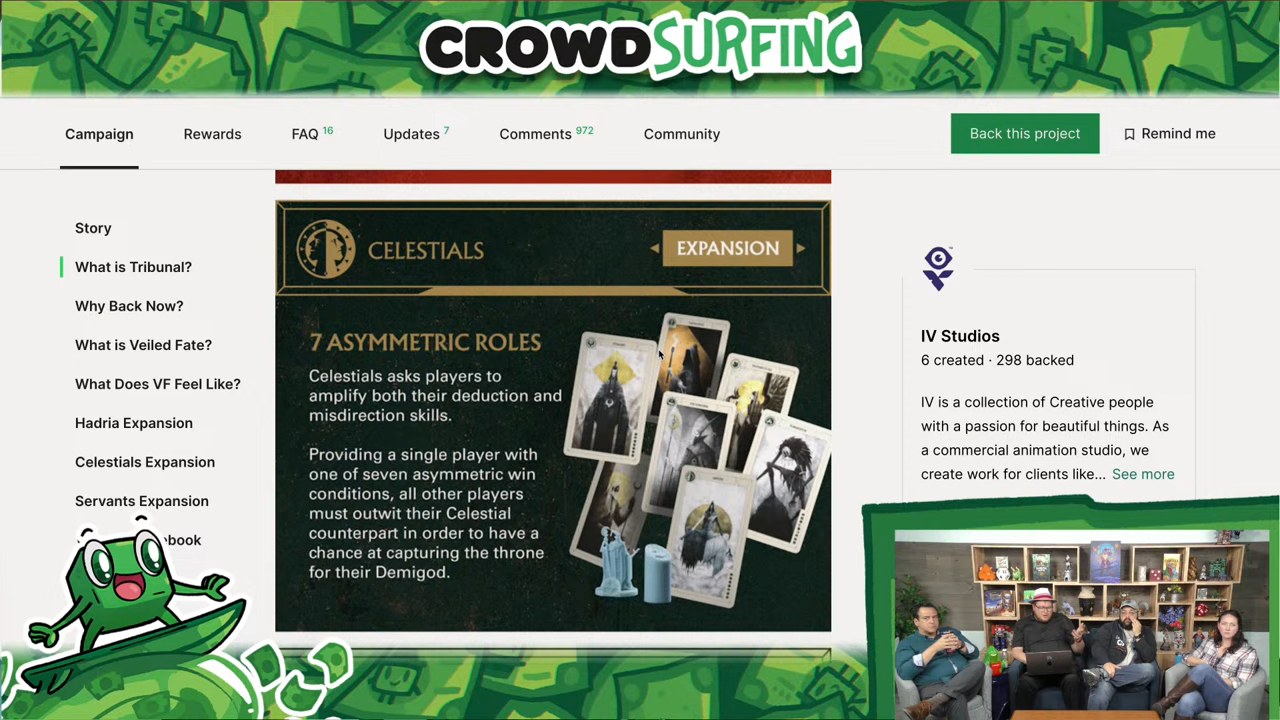 CROWDSURFING
Campaign
Rewards
FAQ 16
Updates 7
Comments 972
Community
Back this project
Remind me
Story
What is Tribunal?
Why Back Now?
What is Veiled Fate?
What Does VF Feel Like?
Hadria Expansion
Celestials Expansion
Servants Expansion
CELESTIALS
EXPANSION
7 ASYMMETRIC ROLES
Celestials asks players to
amplify both their deduction and
misdirection skills.
Providing a single player with
one of seven asymmetric win
conditions, all other players
must outwit their Celestial
counterpart in order to have a
chance at capturing the throne
for their Demigod.
IV Studios
6 created · 298 backed
IV is a collection of Creative people
with a passion for beautiful things. As
a commercial animation studio, we
create work for clients like... See more